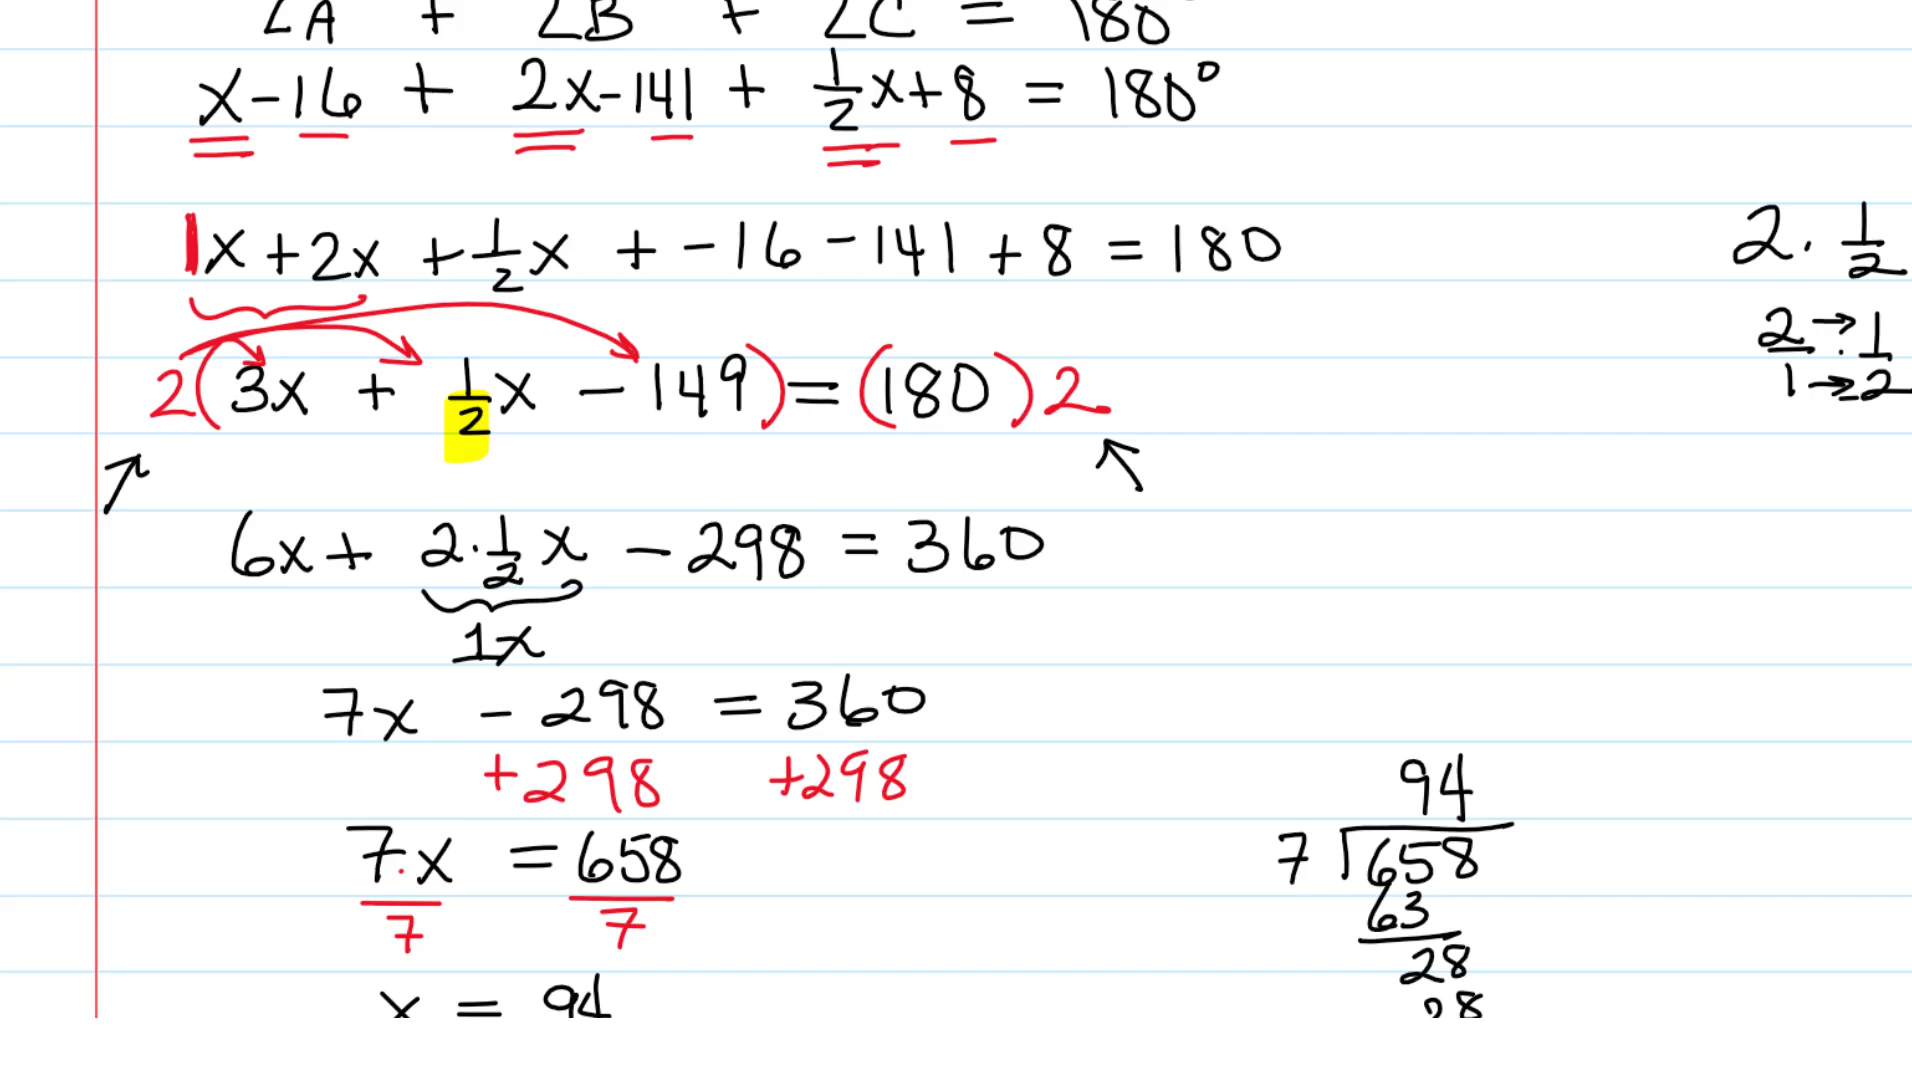 ∠A + ∠B + ∠C = 180°
x-16 + 2x-141 + 1/2x+8 = 180°
1x+2x + 1/2x + -16 - 141 + 8 = 180
2(3x + 1/2x - 149) = (180)2
6x + 2·1/2x - 298 = 360
1x
7x - 298 = 360
+298 +298
7·x = 658
7 7
x = 94
2 · 1/2
2 → 1
1 → 2
94
7 658
63
28
28